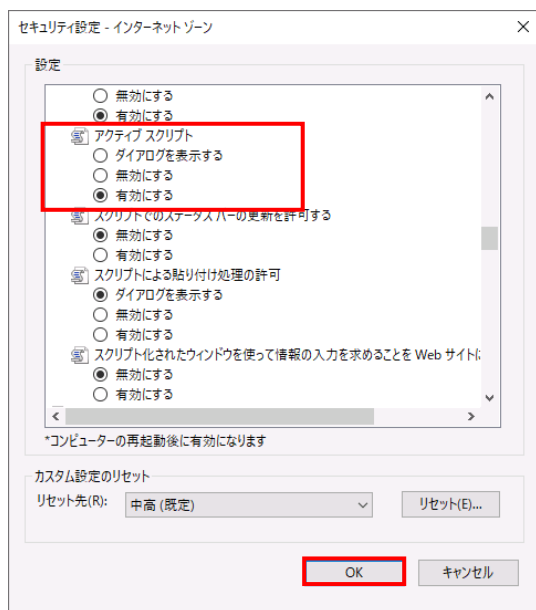 セキュリティ設定 - インターネット ゾーン
設定
無効にする
有効にする
アクティブ スクリプト
ダイアログを表示する
無効にする
有効にする
スクリプトでのステータス バーの更新を許可する
無効にする
有効にする
スクリプトによる貼り付け処理の許可
ダイアログを表示する
無効にする
有効にする
スクリプト化されたウィンドウを使って情報の入力を求めることを Web サイトに
無効にする
有効にする
*コンピューターの再起動後に有効になります
カスタム設定のリセット
リセット先(R): 中高 (既定) リセット(E)...
OK キャンセル